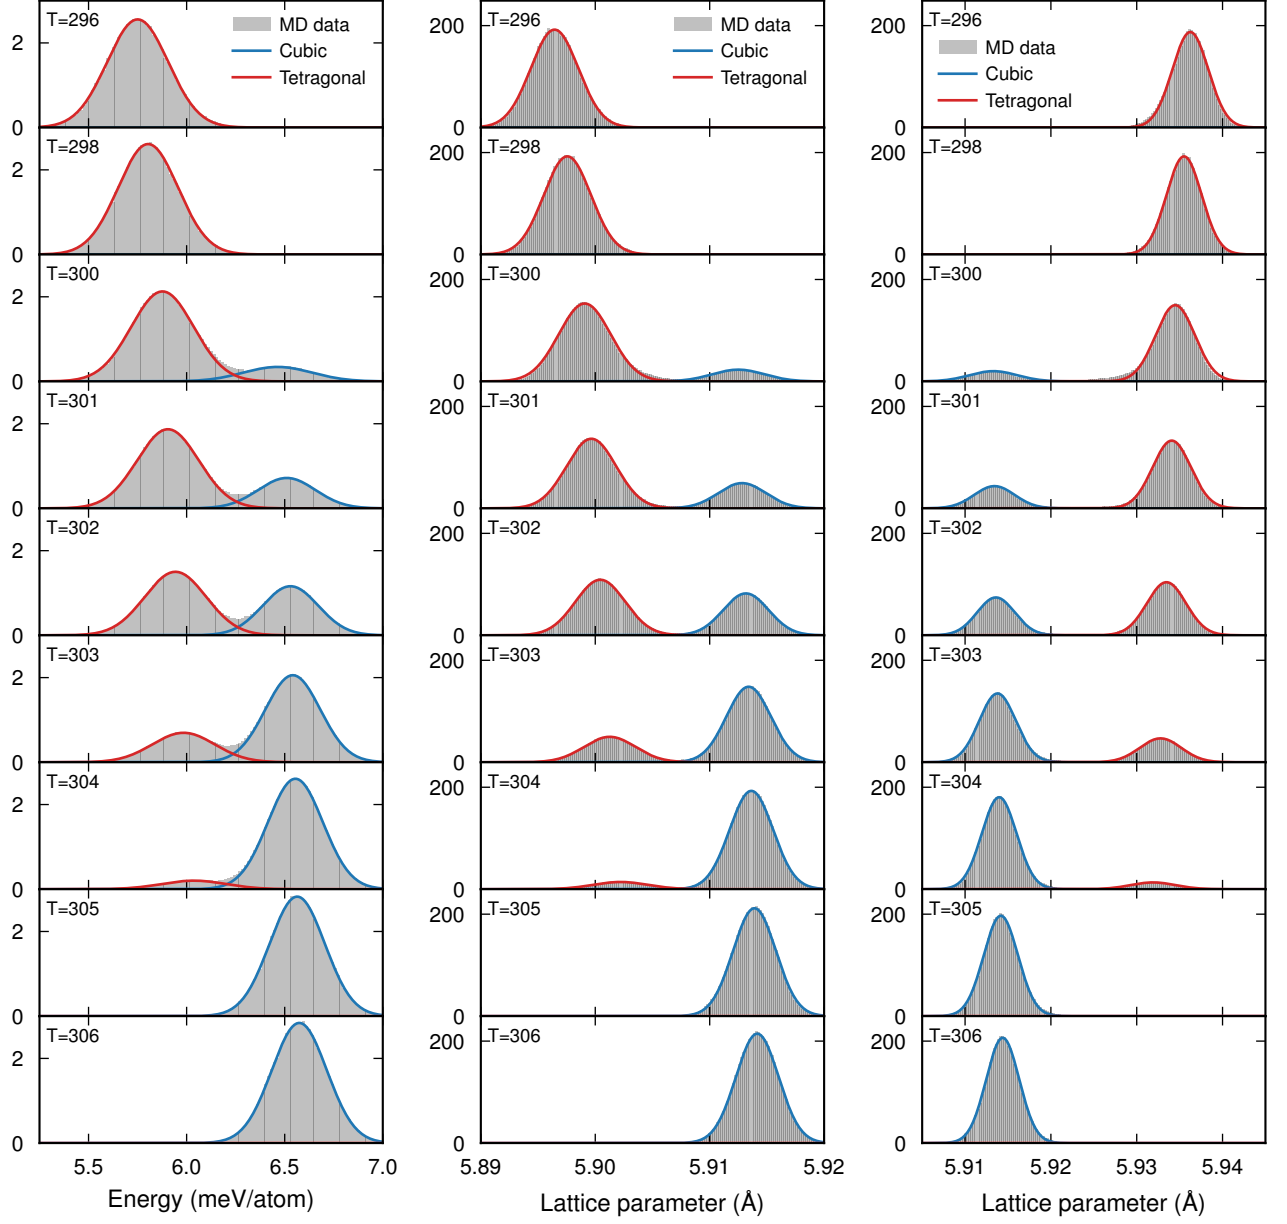 T=296
MD data
Cubic
Tetragonal
2
0
T=298
2
0
T=300
2
0
T=301
2
0
T=302
2
0
T=303
2
0
T=304
2
0
T=305
2
0
T=306
2
0
5.5 6.0 6.5 7.0
Energy (meV/atom)
T=296
MD data
Cubic
Tetragonal
200
0
T=298
200
0
T=300
200
0
T=301
200
0
T=302
200
0
T=303
200
0
T=304
200
0
T=305
200
0
T=306
200
0
5.89 5.90 5.91 5.92
Lattice parameter (Å)
T=296
MD data
Cubic
Tetragonal
200
0
T=298
200
0
T=300
200
0
T=301
200
0
T=302
200
0
T=303
200
0
T=304
200
0
T=305
200
0
T=306
200
0
5.91 5.92 5.93 5.94
Lattice parameter (Å)